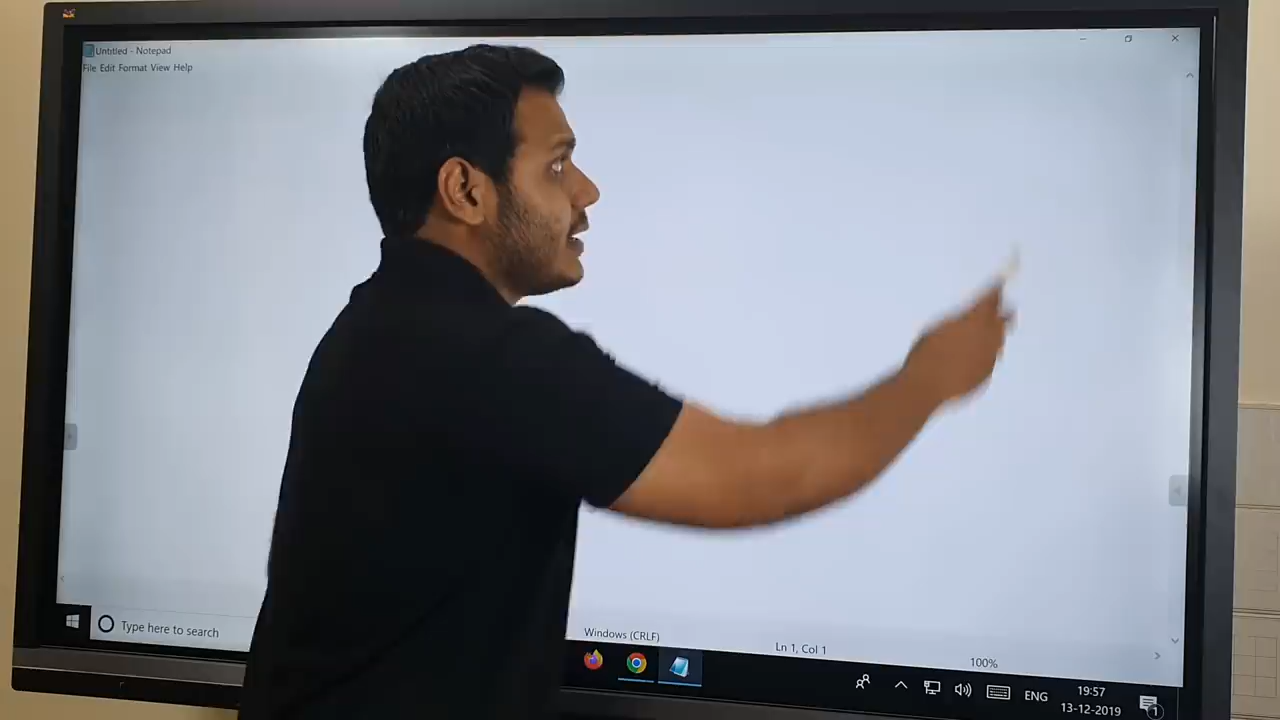 Untitled - Notepad
File Edit Format View Help
Type here to search
Windows (CRLF)
Ln 1, Col 1
100%
ENG
19:57
13-12-2019
1